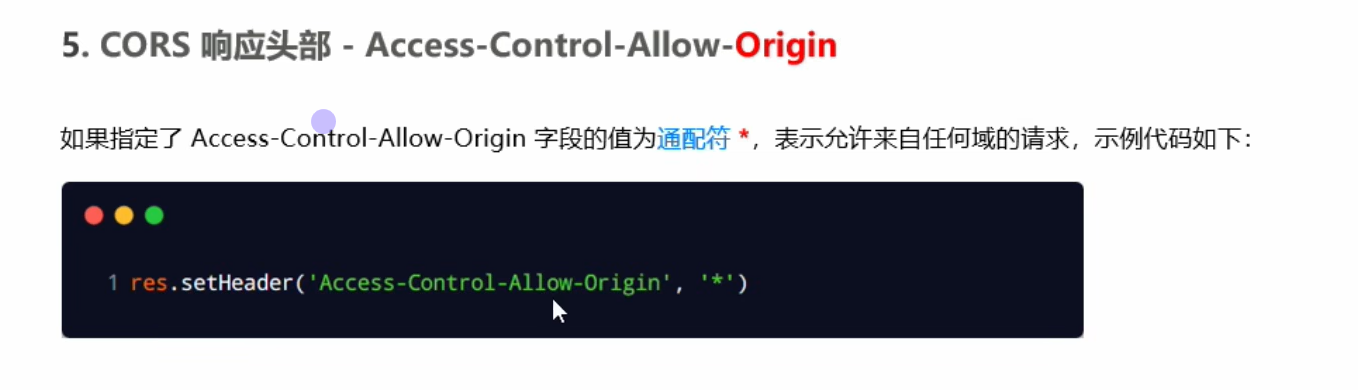 5. CORS 响应头部 - Access-Control-Allow-Origin
如果指定了 Access-Control-Allow-Origin 字段的值为通配符 *，表示允许来自任何域的请求，示例代码如下：
1 res.setHeader('Access-Control-Allow-Origin', '*')